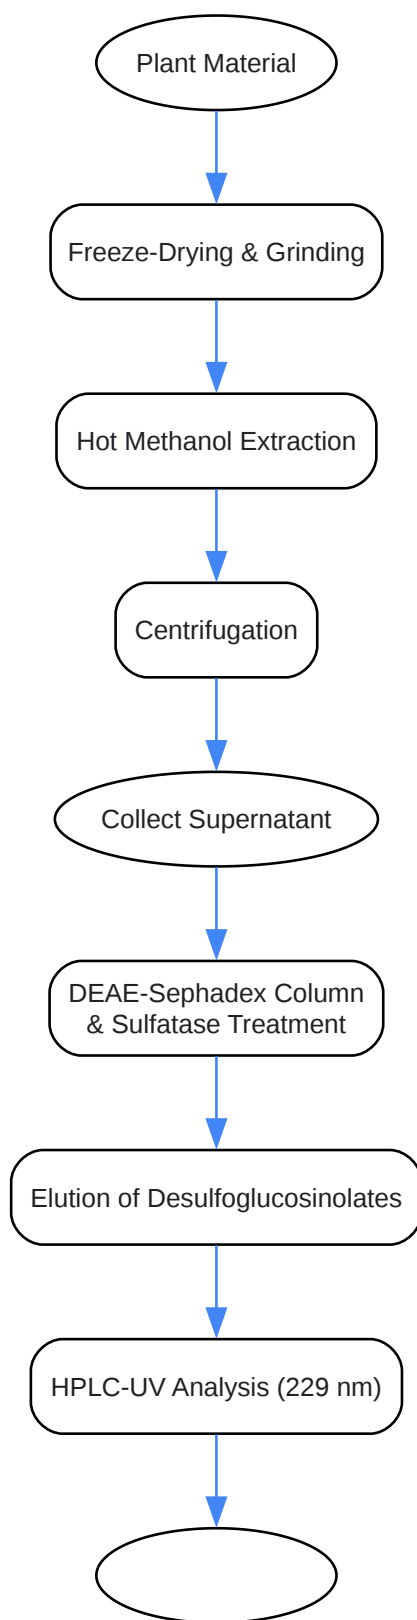 Plant Material
Freeze-Drying & Grinding
Hot Methanol Extraction
Centrifugation
Collect Supernatant
DEAE-Sephadex Column
& Sulfatase Treatment
Elution of Desulfoglucosinolates
HPLC-UV Analysis (229 nm)